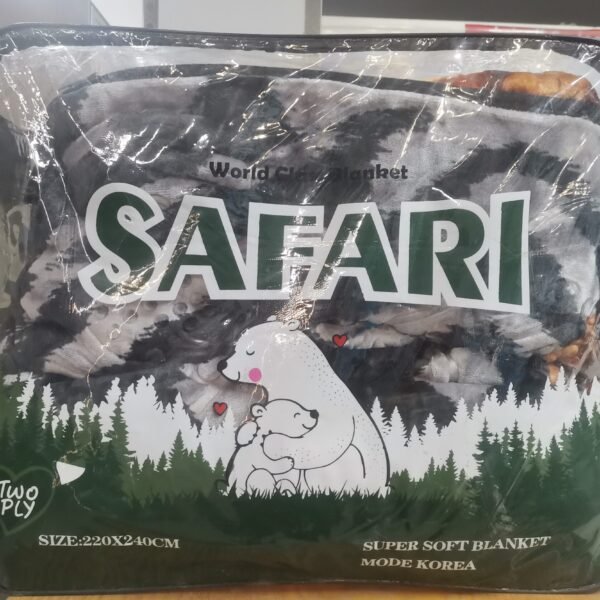 World Class Blanket
SAFARI
TWO
PLY
SIZE:220X240CM
SUPER SOFT BLANKET
MODE KOREA